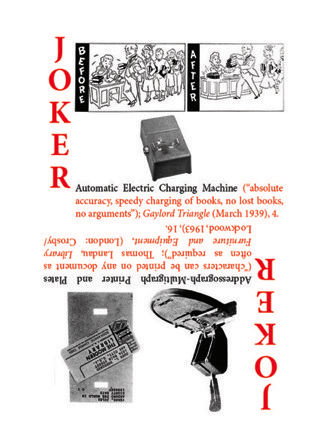 JOKER
BEFORE
AFTER
Automatic Electric Charging Machine ("absolute
accuracy, speedy charging of books, no lost books,
no arguments"); Gaylord Triangle (March 1939), 4.
JOKER
Addressograph-Multigraph Printer and Plates
("characters can be printed on any document as
often as required"); Thomas Landau, Library
Furniture and Equipment, (London: Crosby/
Lockwood, 1963), 16.
MODERN
LIBRARY